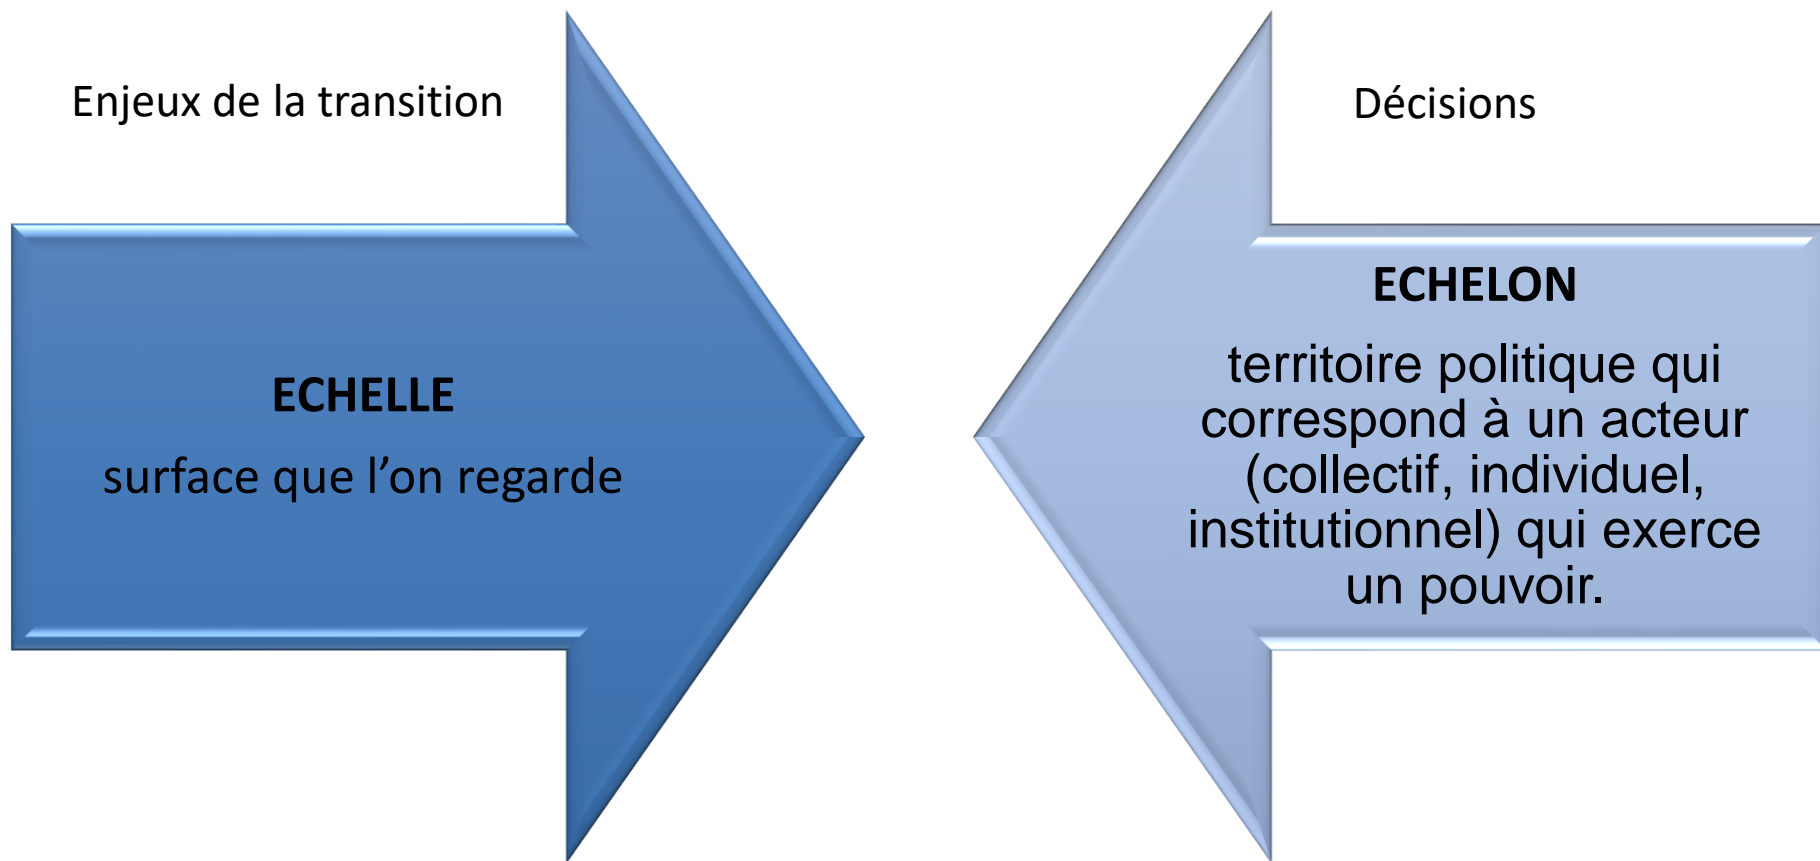 Enjeux de la transition
ECHELLE
surface que l’on regarde
Décisions
ECHELON
territoire politique qui
correspond à un acteur
(collectif, individuel,
institutionnel) qui exerce
un pouvoir.